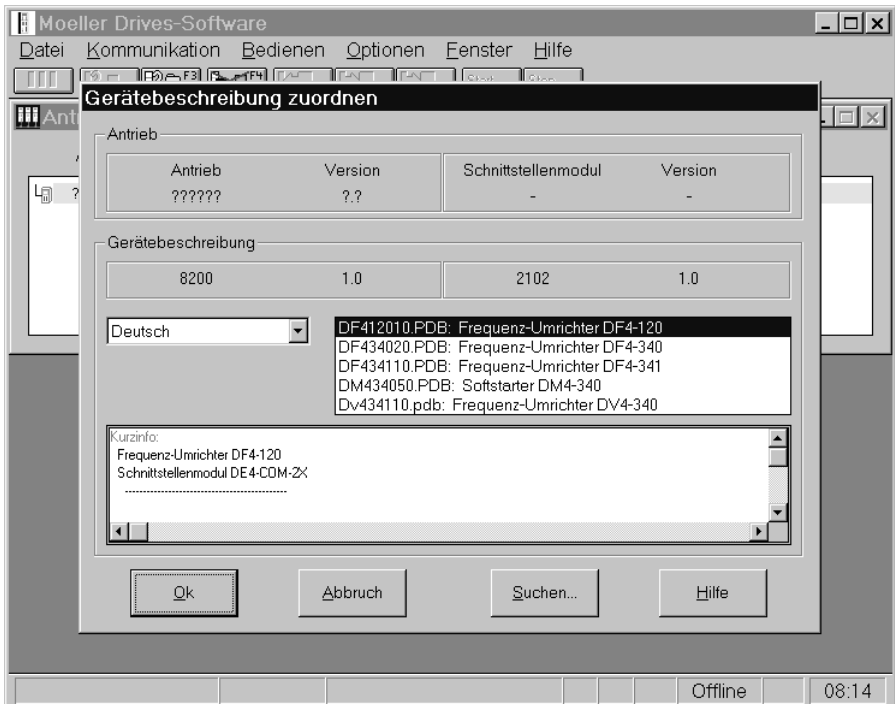 Moeller Drives-Software
Datei Kommunikation Bedienen Optionen Fenster Hilfe
F3 F4
Gerätebeschreibung zuordnen
Antrieb
Antrieb Version Schnittstellenmodul Version
?????? ?.? - -
?
Gerätebeschreibung
8200 1.0 2102 1.0
Deutsch
DF412010.PDB: Frequenz-Umrichter DF4-120
DF434020.PDB: Frequenz-Umrichter DF4-340
DF434110.PDB: Frequenz-Umrichter DF4-341
DM434050.PDB: Softstarter DM4-340
Dv434110.pdb: Frequenz-Umrichter DV4-340
Kurzinfo:
Frequenz-Umrichter DF4-120
Schnittstellenmodul DE4-COM-2X
--------------------------------------------
Ok Abbruch Suchen... Hilfe
Offline 08:14